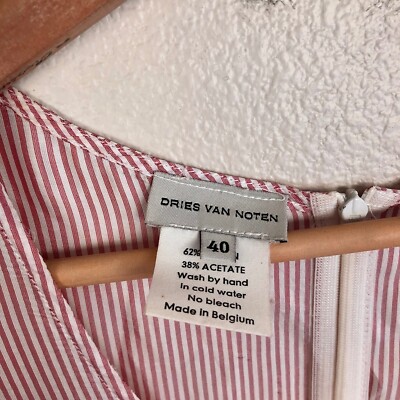 DRIES VAN NOTEN
40
62%
38% ACETATE
Wash by hand
In cold water
No bleach
Made in Belgium